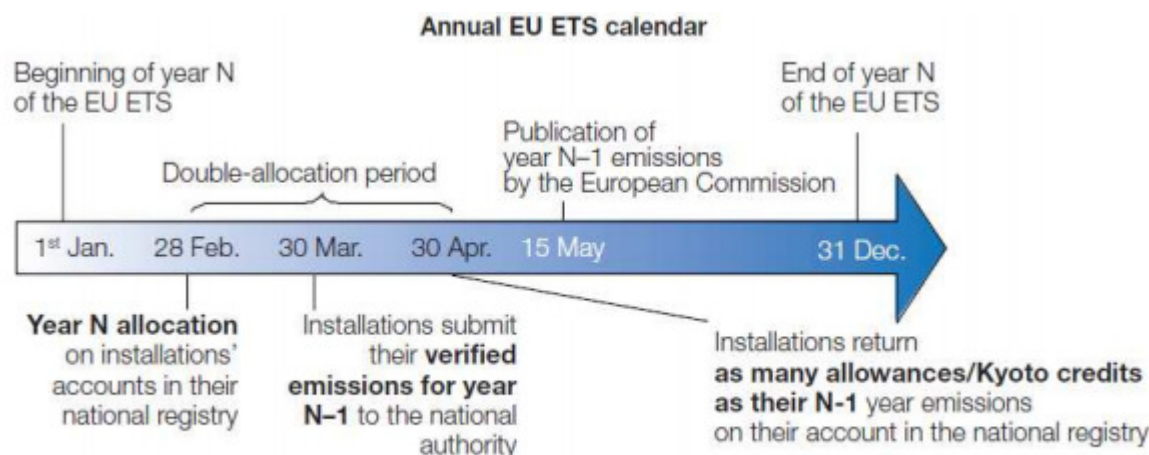 Annual EU ETS calendar
Beginning of year N
of the EU ETS
End of year N
of the EU ETS
Publication of
year N–1 emissions
by the European Commission
Double-allocation period
1st Jan. 28 Feb. 30 Mar. 30 Apr. 15 May 31 Dec.
Year N allocation
on installations'
accounts in their
national registry
Installations submit
their verified
emissions for year
N–1 to the national
authority
Installations return
as many allowances/Kyoto credits
as their N-1 year emissions
on their account in the national registry